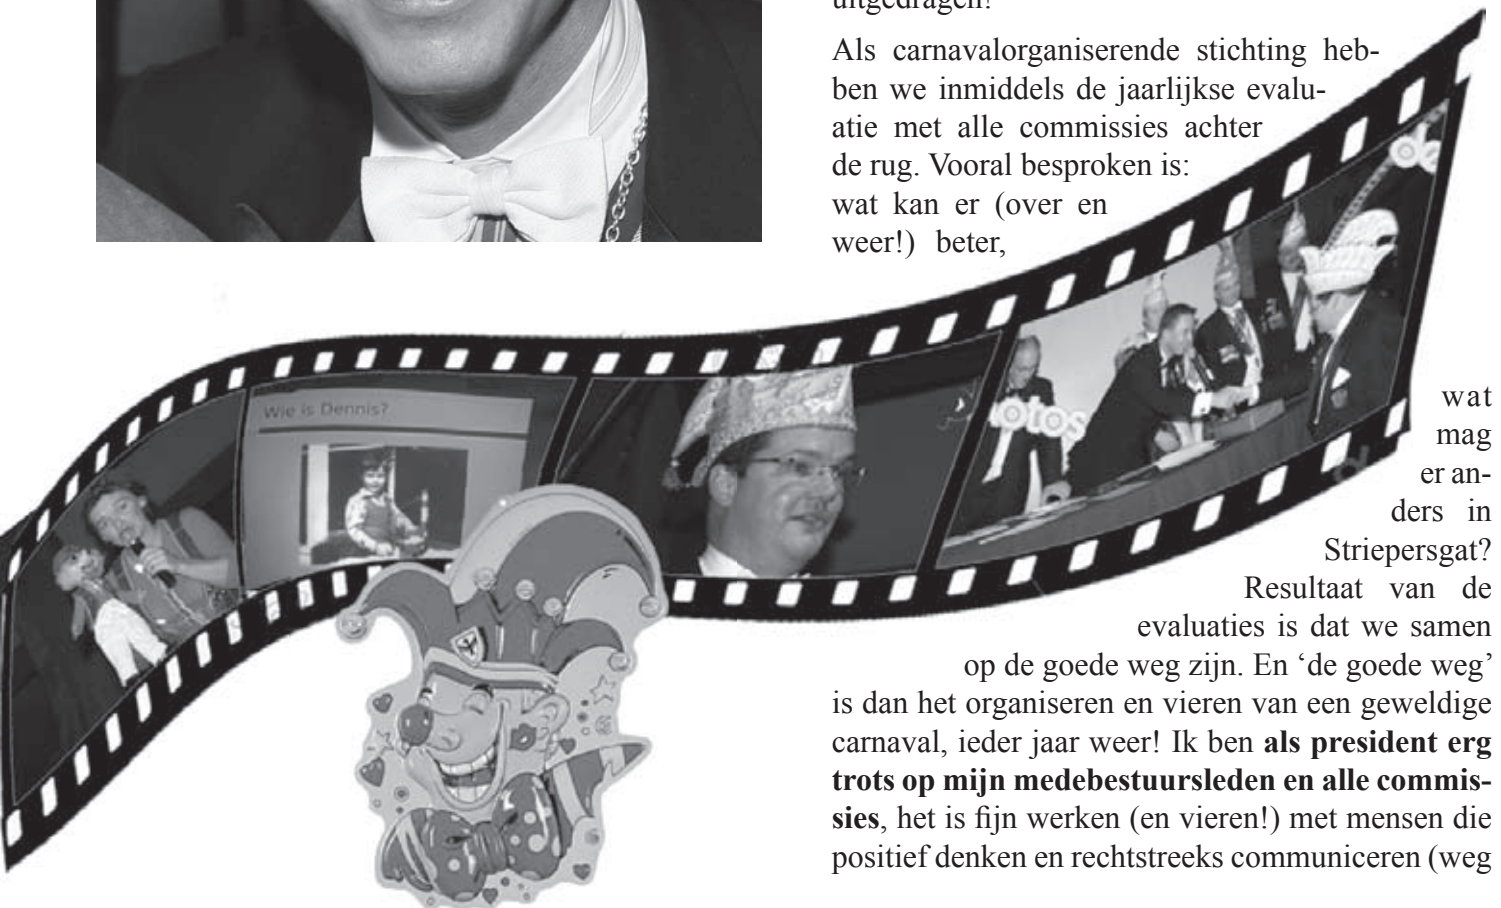 uitgedragen!
Als carnavalorganiserende stichting heb-
ben we inmiddels de jaarlijkse evalu-
atie met alle commissies achter
de rug. Vooral besproken is:
wat kan er (over en
weer!) beter,
wat
mag
er an-
ders in
Striepersgat?
Resultaat van de
evaluaties is dat we samen
op de goede weg zijn. En ‘de goede weg’
is dan het organiseren en vieren van een geweldige
carnaval, ieder jaar weer! Ik ben als president erg
trots op mijn medebestuursleden en alle commis-
sies, het is fijn werken (en vieren!) met mensen die
positief denken en rechtstreeks communiceren (weg
Wie is Dennis?
otos
de